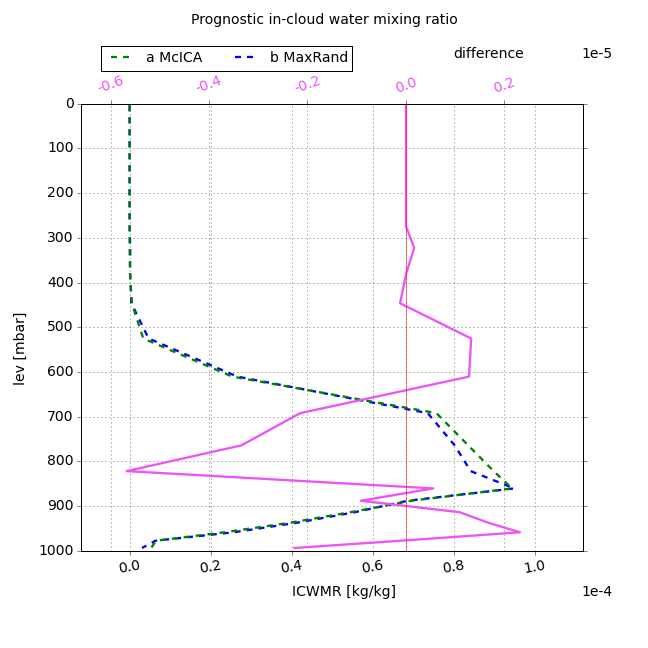 Prognostic in-cloud water mixing ratio
a McICA b MaxRand difference 1e-5
-0.6 -0.4 -0.2 0.0 0.2
0
100
200
300
400
500
600
700
800
900
1000
lev [mbar]
0.0 0.2 0.4 0.6 0.8 1.0
ICWMR [kg/kg] 1e-4